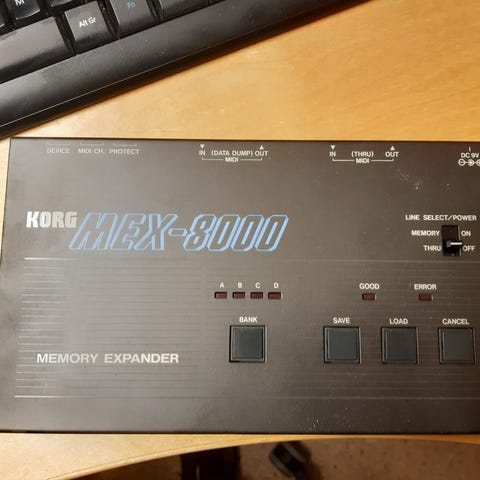 Alt Gr
Fn
DEVICE MIDI CH. PROTECT
IN (DATA DUMP) OUT
MIDI
IN (THRU) OUT
MIDI
DC 9V
KORG MEX-8000
LINE SELECT/POWER
MEMORY ON
THRU OFF
A B C D
GOOD ERROR
BANK SAVE LOAD CANCEL
MEMORY EXPANDER